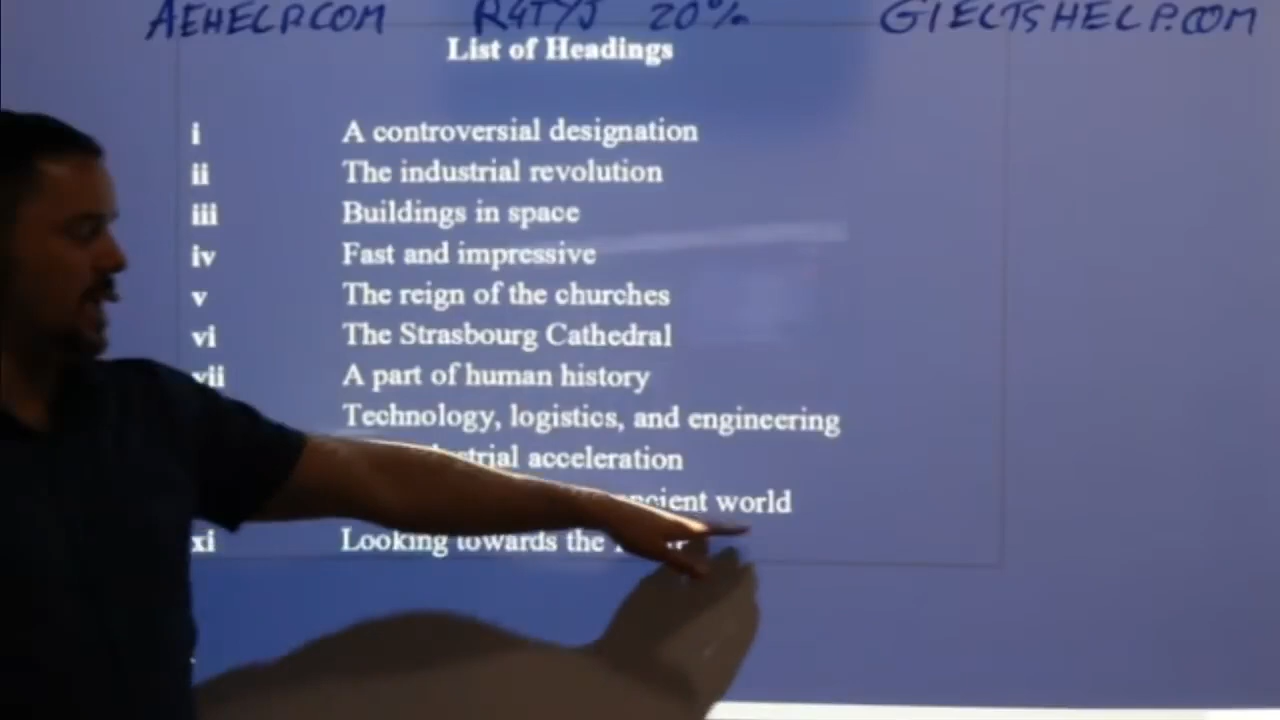 AEHELP.COM R4TYJ 20% GIELTSHELP.COM
List of Headings
i A controversial designation
ii The industrial revolution
iii Buildings in space
iv Fast and impressive
v The reign of the churches
vi The Strasbourg Cathedral
vii A part of human history
Technology, logistics, and engineering
acceleration
world
xi Looking towards the